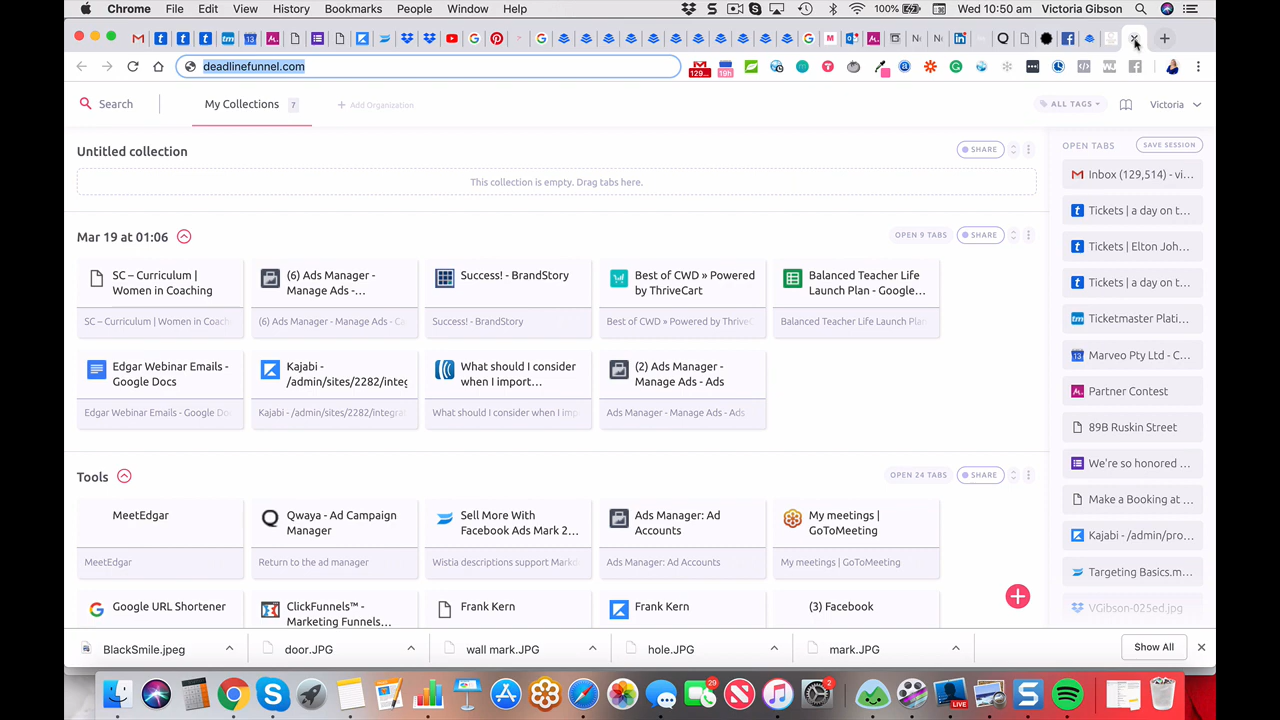 Chrome File Edit View History Bookmarks People Window Help 100% Wed 10:50 am Victoria Gibson
deadlinefunnel.com
Search My Collections 7 + Add Organization ALL TAGS Victoria
Untitled collection SHARE
This collection is empty. Drag tabs here.
Mar 19 at 01:06 OPEN 9 TABS SHARE
SC – Curriculum |
Women in Coaching
SC – Curriculum | Women in Coach
(6) Ads Manager -
Manage Ads -...
(6) Ads Manager - Manage Ads - Ca
Success! - BrandStory
Success! - BrandStory
Best of CWD » Powered
by ThriveCart
Best of CWD » Powered by ThriveC
Balanced Teacher Life
Launch Plan - Google...
Balanced Teacher Life Launch Plan
Edgar Webinar Emails -
Google Docs
Edgar Webinar Emails - Google Do
Kajabi -
/admin/sites/2282/integ
Kajabi - /admin/sites/2282/integra
What should I consider
when I import...
What should I consider when I imp
(2) Ads Manager -
Manage Ads - Ads
Ads Manager - Manage Ads - Ads
Tools OPEN 24 TABS SHARE
MeetEdgar
MeetEdgar
Qwaya - Ad Campaign
Manager
Return to the ad manager
Sell More With
Facebook Ads Mark 2...
Wistia descriptions support Markd
Ads Manager: Ad
Accounts
Ads Manager: Ad Accounts
My meetings |
GoToMeeting
My meetings | GoToMeeting
Google URL Shortener
ClickFunnels™ -
Marketing Funnels...
Frank Kern
Frank Kern
(3) Facebook
OPEN TABS SAVE SESSION
Inbox (129,514) - vi...
Tickets | a day on t...
Tickets | Elton Joh...
Tickets | a day on t...
Ticketmaster Plati...
Marveo Pty Ltd - C...
Partner Contest
89B Ruskin Street
We're so honored ...
Make a Booking at ...
Kajabi - /admin/pro...
Targeting Basics.m...
VGibson-025ed.jpg
BlackSmile.jpeg door.JPG wall mark.JPG hole.JPG mark.JPG Show All
29
2
LIVE